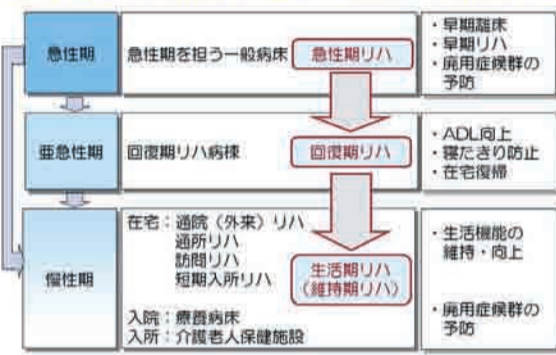 急性期
急性期を担う一般病床
急性期リハ
・早期離床
・早期リハ
・廃用症候群の
予防
亜急性期
回復期リハ病棟
回復期リハ
・ADL向上
・寝たきり防止
・在宅復帰
慢性期
在宅：通院（外来）リハ
通所リハ
訪問リハ
短期入所リハ
入院：療養病床
入所：介護老人保健施設
生活期リハ
（維持期リハ）
・生活機能の
維持・向上
・廃用症候群の
予防